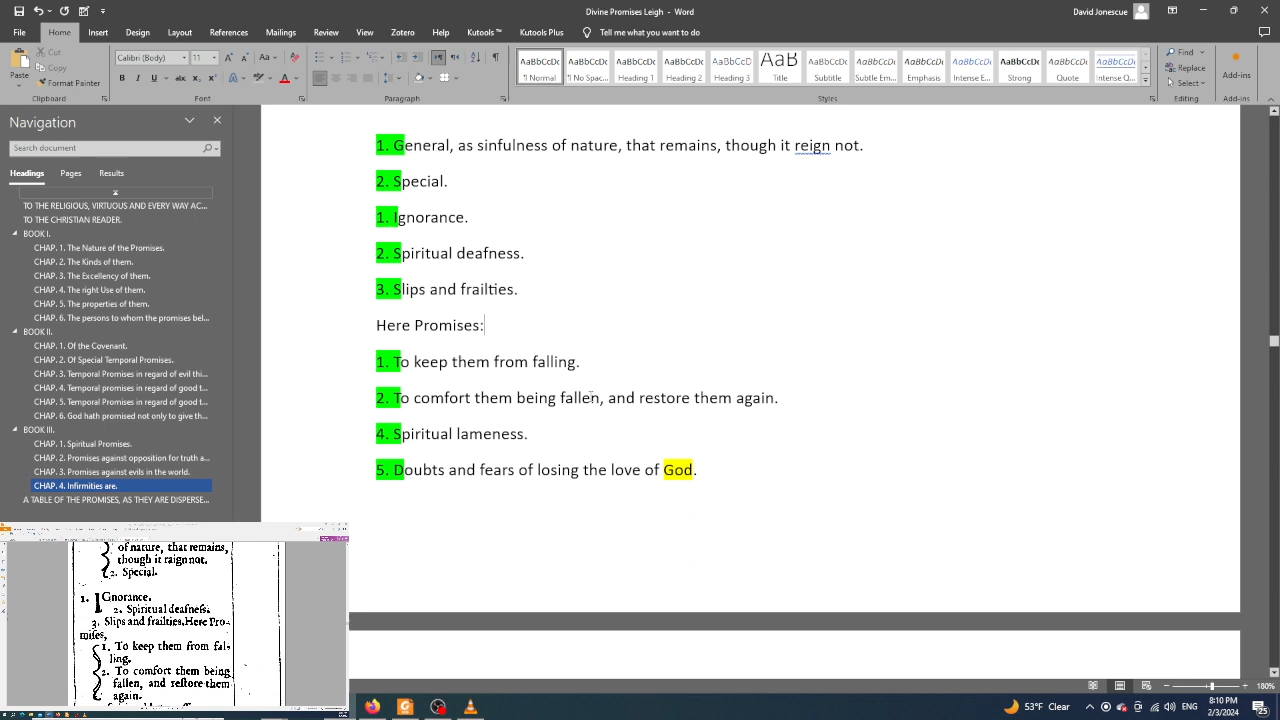 Divine Promises Leigh - Word
David Jonescue
File Home Insert Design Layout References Mailings Review View Zotero Help Kutools™ Kutools Plus Tell me what you want to do
Paste
Cut
Copy
Format Painter
Clipboard
Calibri (Body) 11
Font
Paragraph
¶ Normal ¶ No Spac... Heading 1 Heading 2 Heading 3 Title Subtitle Subtle Em... Emphasis Intense E... Strong Quote Intense Q...
Styles
Find
Replace
Select
Editing
Add-ins
Add-ins
Navigation
Search document
Headings Pages Results
TO THE RELIGIOUS, VIRTUOUS AND EVERY WAY AC...
TO THE CHRISTIAN READER.
BOOK I.
CHAP. 1. The Nature of the Promises.
CHAP. 2. The Kinds of them.
CHAP. 3. The Excellency of them.
CHAP. 4. The right Use of them.
CHAP. 5. The properties of them.
CHAP. 6. The persons to whom the promises bel...
BOOK II.
CHAP. 1. Of the Covenant.
CHAP. 2. Of Special Temporal Promises.
CHAP. 3. Temporal Promises in regard of evil thi...
CHAP. 4. Temporal promises in regard of good t...
CHAP. 5. Temporal Promises in regard of good t...
CHAP. 6. God hath promised not only to give th...
BOOK III.
CHAP. 1. Spiritual Promises.
CHAP. 2. Promises against opposition for truth a...
CHAP. 3. Promises against evils in the world.
CHAP. 4. Infirmities are.
A TABLE OF THE PROMISES, AS THEY ARE DISPERSE...
1. General, as sinfulness of nature, that remains, though it reign not.
2. Special.
1. Ignorance.
2. Spiritual deafness.
3. Slips and frailties.
Here Promises:
1. To keep them from falling.
2. To comfort them being fallen, and restore them again.
4. Spiritual lameness.
5. Doubts and fears of losing the love of God.
of nature, that remains,
though it raign not.
2. Special.
1. IGnorance.
2. Spiritual deafness.
3. Slips and frailties, Here Pro-
mises,
1. To keep them from fal-
ling.
2. To comfort them being
fallen, and restore them
again.
180%
53°F Clear
8:10 PM
2/3/2024